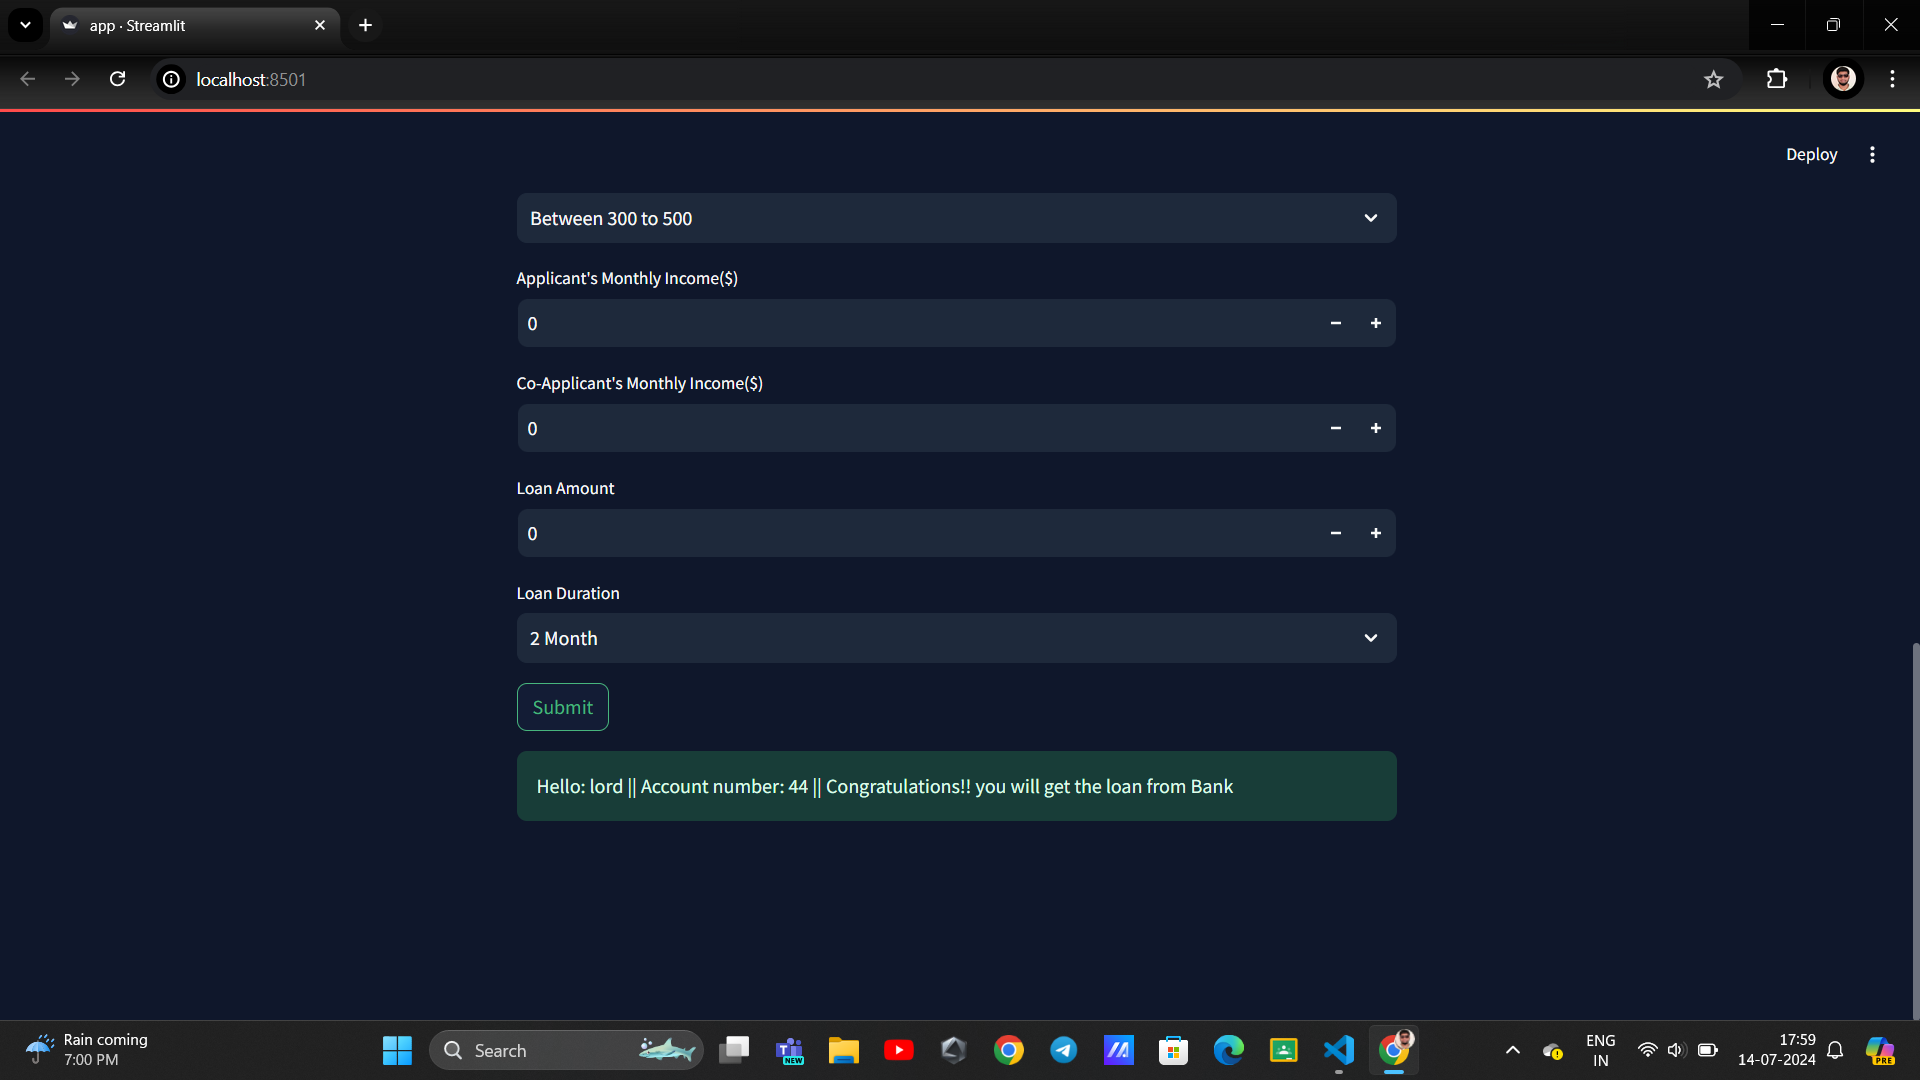 app · Streamlit
localhost:8501
Deploy
Between 300 to 500
Applicant's Monthly Income($)
0
Co-Applicant's Monthly Income($)
0
Loan Amount
0
Loan Duration
2 Month
Submit
Hello: lord || Account number: 44 || Congratulations!! you will get the loan from Bank
Rain coming
7:00 PM
Search
NEW
ENG
IN
17:59
14-07-2024
PRE